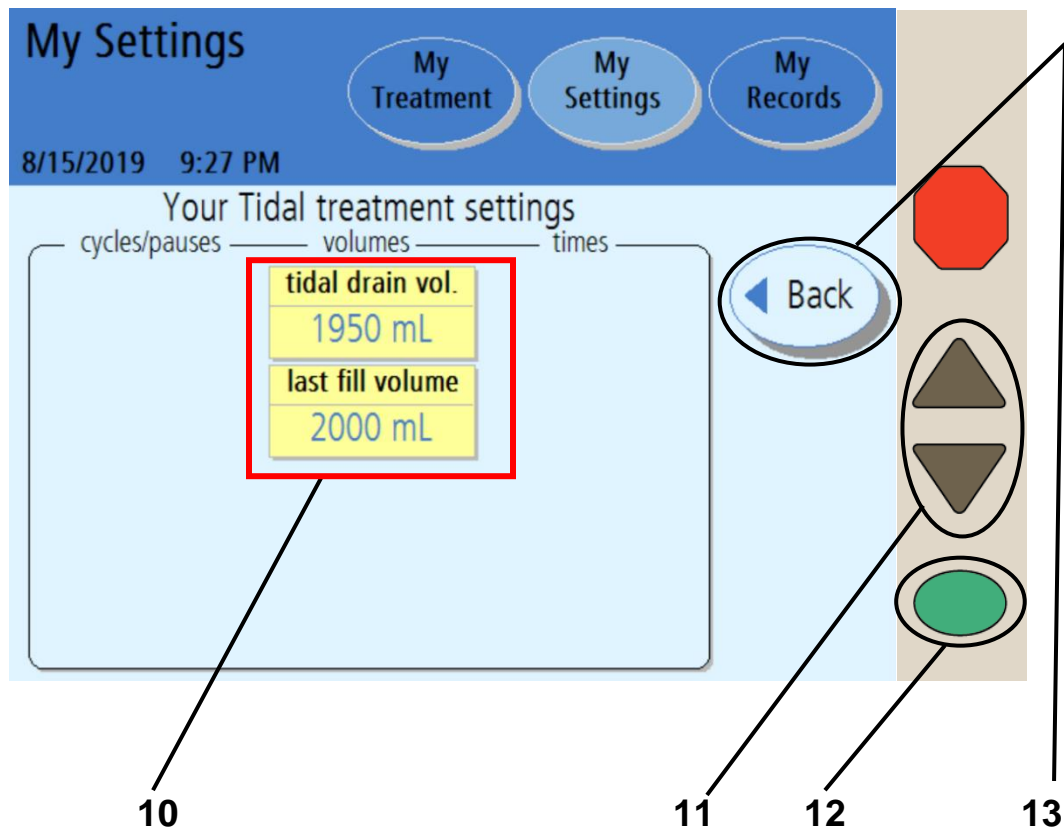 My Settings
My
Treatment
My
Settings
My
Records
8/15/2019 9:27 PM
Your Tidal treatment settings
cycles/pauses volumes times
tidal drain vol.
1950 mL
last fill volume
2000 mL
Back
10 11 12 13